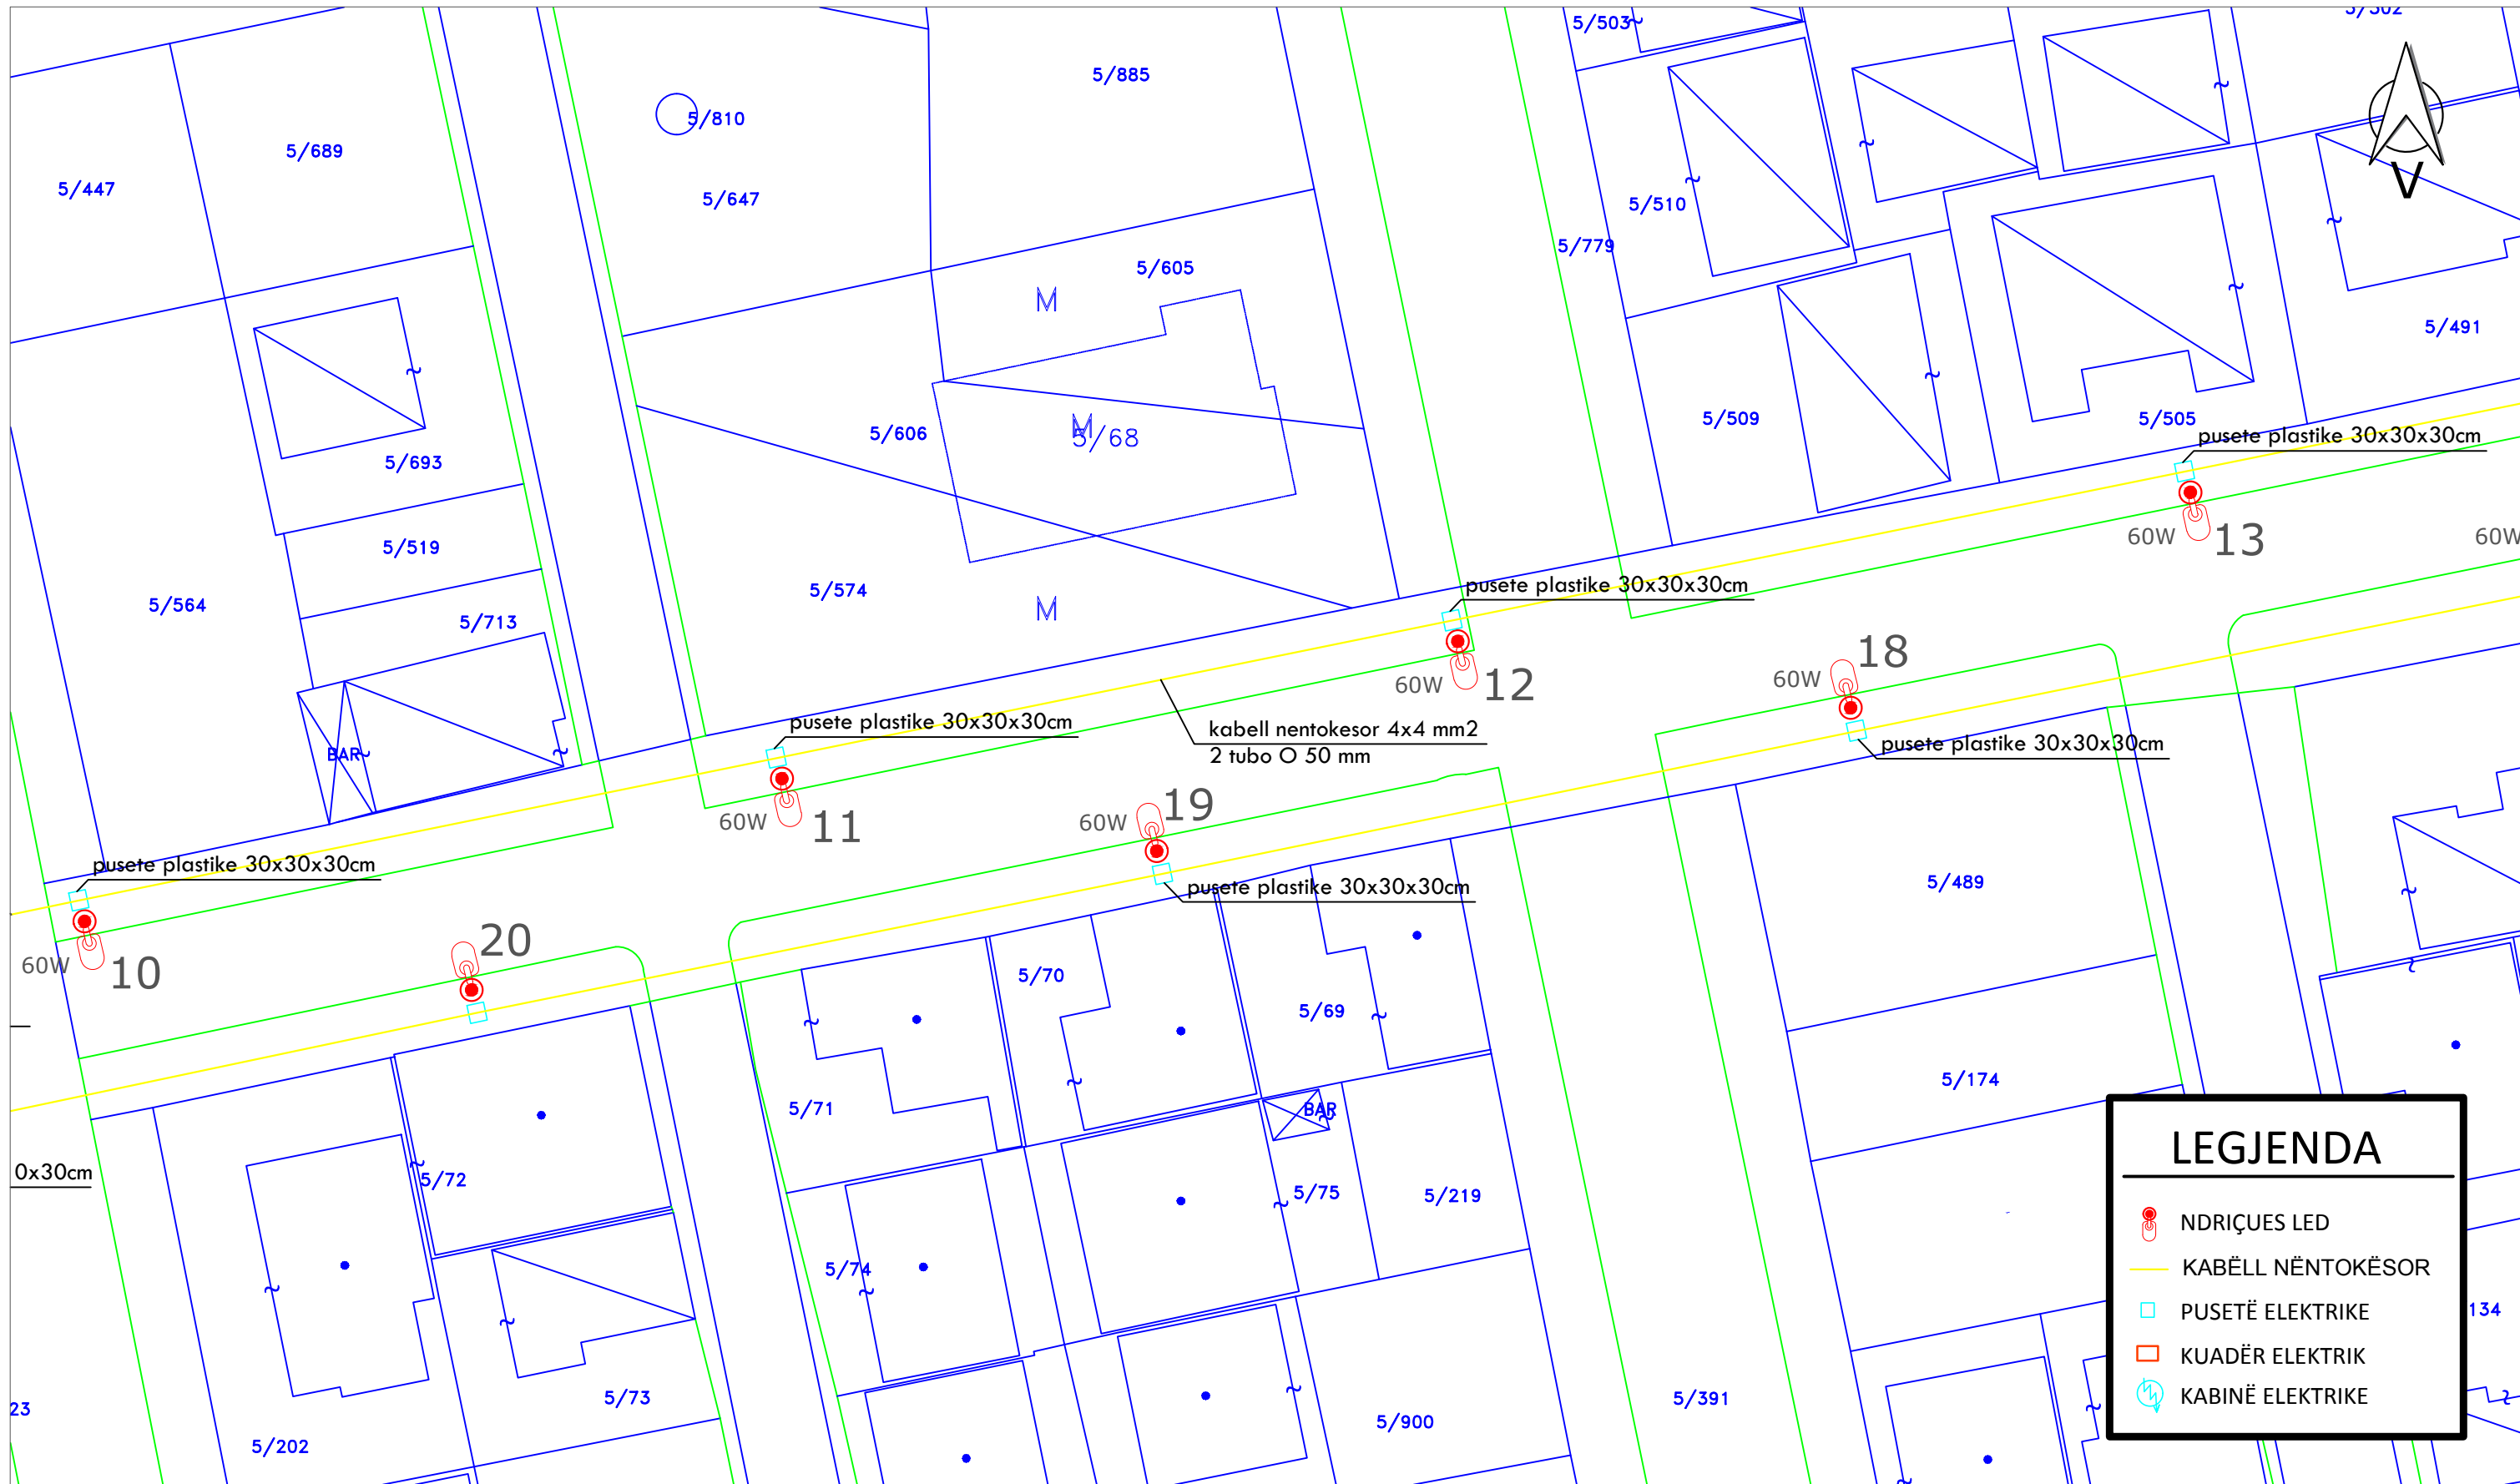 5/503
5/302
5/885
5/810
5/689
5/447
5/647
5/510
V
5/779
5/605
M
5/491
5/509
5/505
5/606
M
5/68
pusete plastike 30x30x30cm
5/693
60W
13
60W
5/519
5/574
5/564
M
5/713
pusete plastike 30x30x30cm
60W
12
60W
18
BAR
pusete plastike 30x30x30cm
kabell nentokesor 4x4 mm2
2 tubo O 50 mm
pusete plastike 30x30x30cm
60W
11
60W
19
pusete plastike 30x30x30cm
pusete plastike 30x30x30cm
5/489
60W
10
20
5/70
5/69
5/71
BAR
5/174
0x30cm
5/72
5/75
5/219
5/74
5/73
5/202
23
5/900
5/391
134
LEGJENDA
NDRIÇUES LED
KABËLL NËNTOKËSOR
PUSETË ELEKTRIKE
KUADËR ELEKTRIK
KABINË ELEKTRIKE